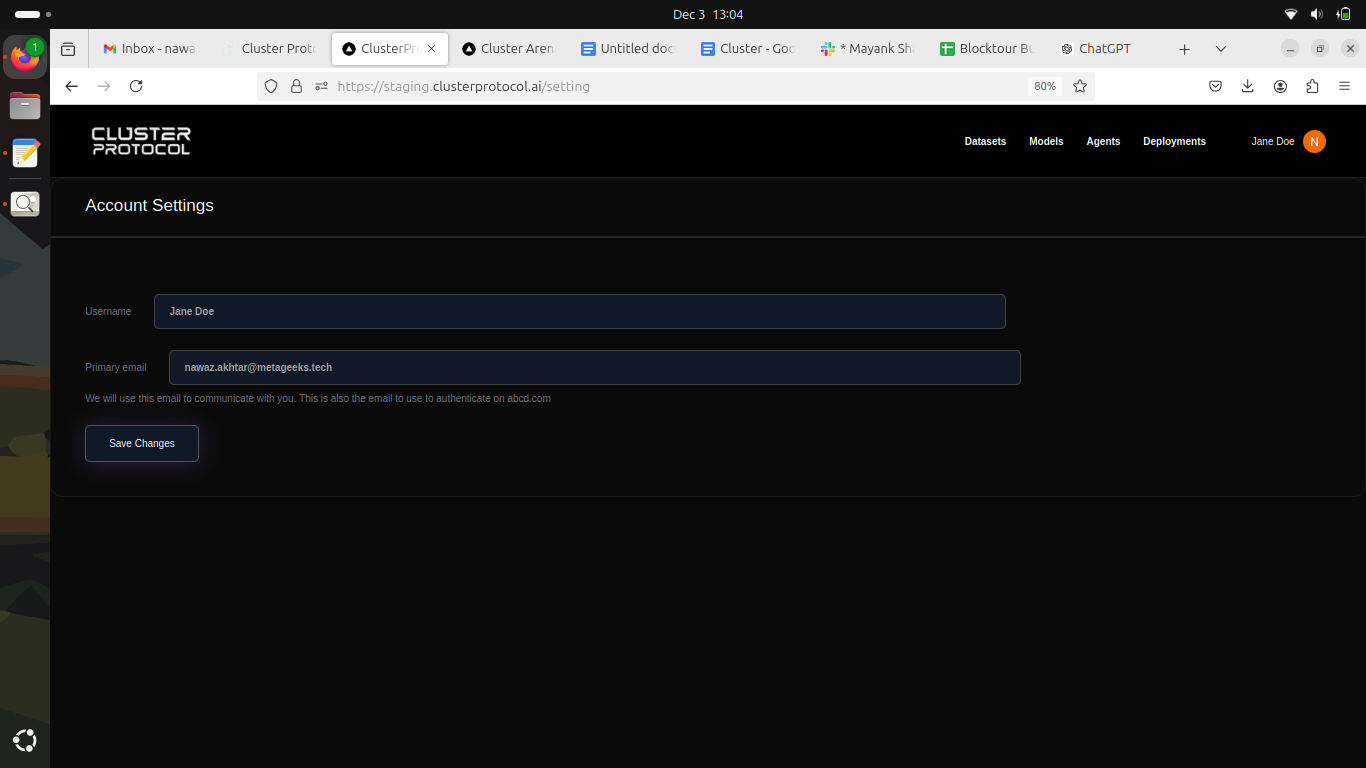 Dec 3 13:04
1
Inbox - nawa
Cluster Proto
ClusterPro
Cluster Aren
Untitled doc
Cluster - Goo
* Mayank Sha
Blocktour Bu
ChatGPT
https://staging.clusterprotocol.ai/setting
80%
CLUSTER
PROTOCOL
Datasets
Models
Agents
Deployments
Jane Doe
N
Account Settings
Username
Jane Doe
Primary email
nawaz.akhtar@metageeks.tech
We will use this email to communicate with you. This is also the email to use to authenticate on abcd.com
Save Changes